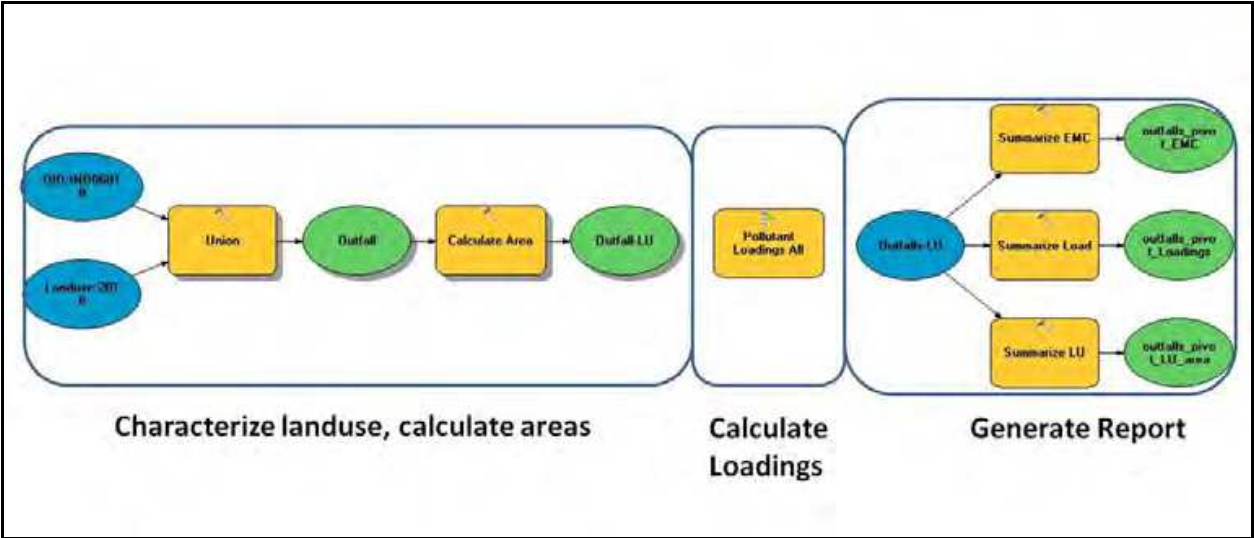 Union
Outfall
Calculate Area
Outfall-LU
Pollutant
Loadings All
Outfalls-LU
Summarize EMC
outfalls_pivo
t_EMC
Summarize Load
outfalls_pivo
t_Loadings
Summarize LU
outfalls_pivo
t_LU_area
Characterize landuse, calculate areas
Calculate
Loadings
Generate Report